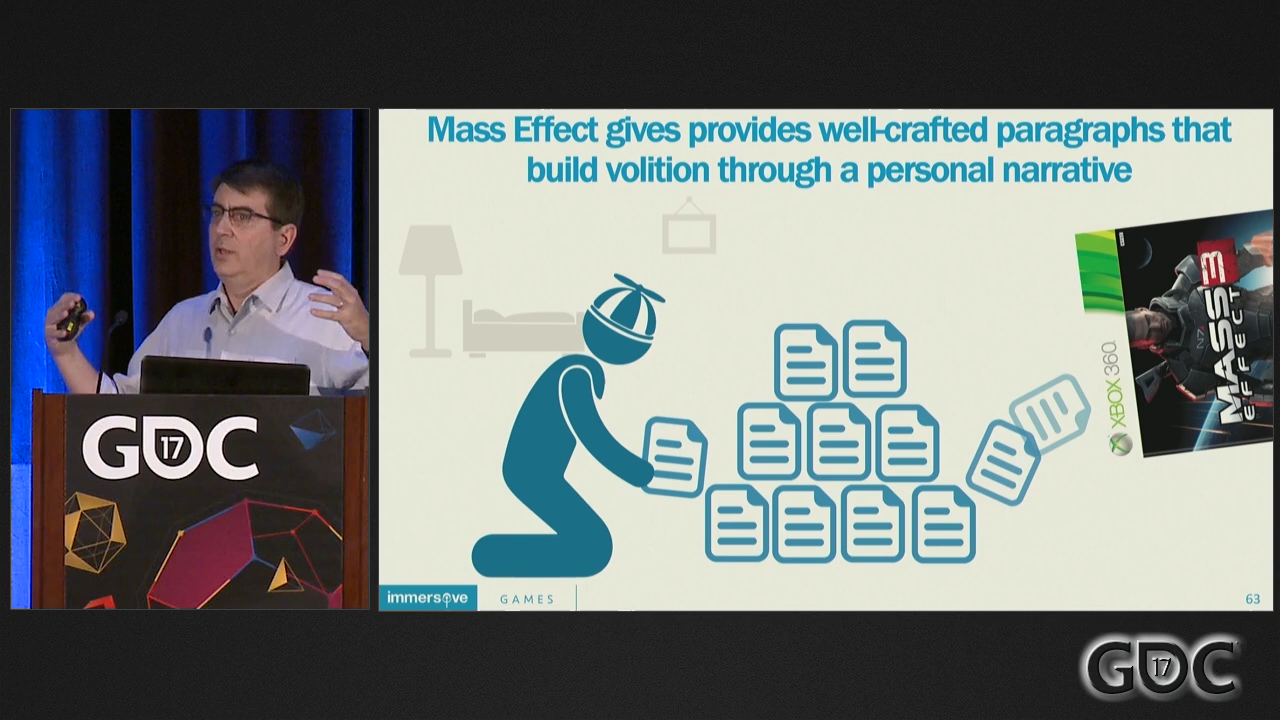 Mass Effect gives provides well-crafted paragraphs that
build volition through a personal narrative
XBOX 360
MASS
EFFECT
3
N7
GDC
17
immersive
GAMES
63
GDC
17